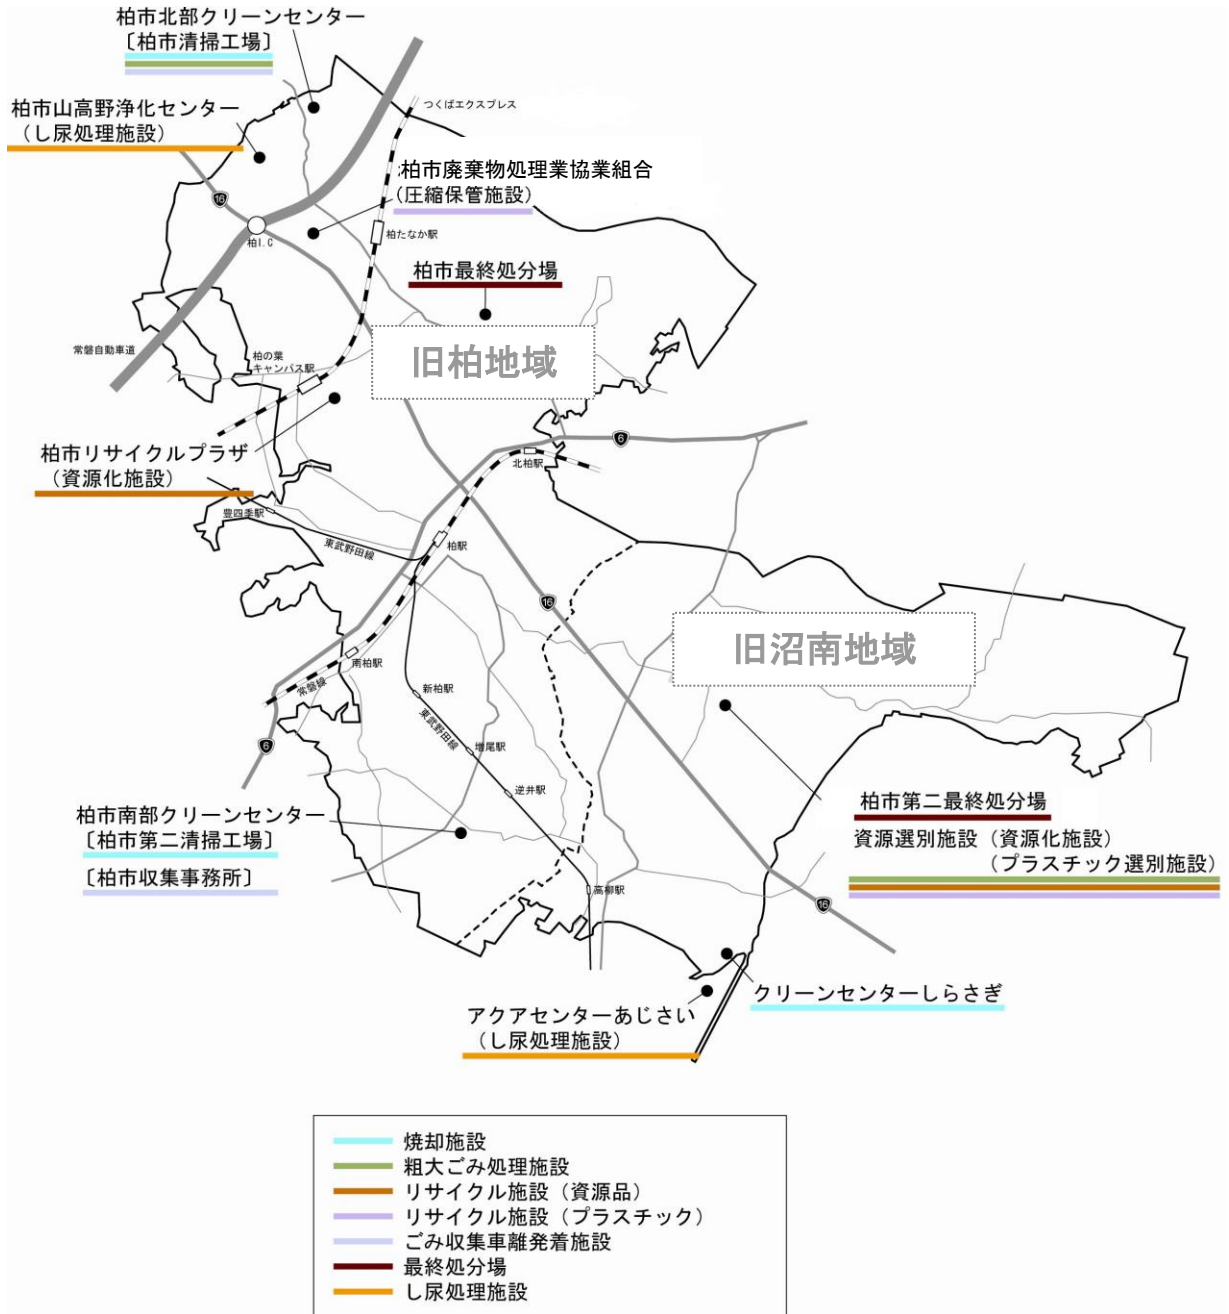 柏市北部クリーンセンター
〔柏市清掃工場〕
つくばエクスプレス
柏市山高野浄化センター
（し尿処理施設）
柏市廃棄物処理業協業組合
（圧縮保管施設）
16
柏I.C
柏たなか駅
柏市最終処分場
常磐自動車道
柏の葉
キャンパス駅
旧柏地域
6
柏市リサイクルプラザ
（資源化施設）
北柏駅
豊四季駅
東武野田線
柏駅
16
旧沼南地域
南柏駅
常磐線
新柏駅
東武野田線
増尾駅
6
逆井駅
柏市南部クリーンセンター
〔柏市第二清掃工場〕
〔柏市収集事務所〕
柏市第二最終処分場
資源選別施設（資源化施設）
（プラスチック選別施設）
高柳駅
16
クリーンセンターしらさぎ
アクアセンターあじさい
（し尿処理施設）
焼却施設
粗大ごみ処理施設
リサイクル施設（資源品）
リサイクル施設（プラスチック）
ごみ収集車離発着施設
最終処分場
し尿処理施設